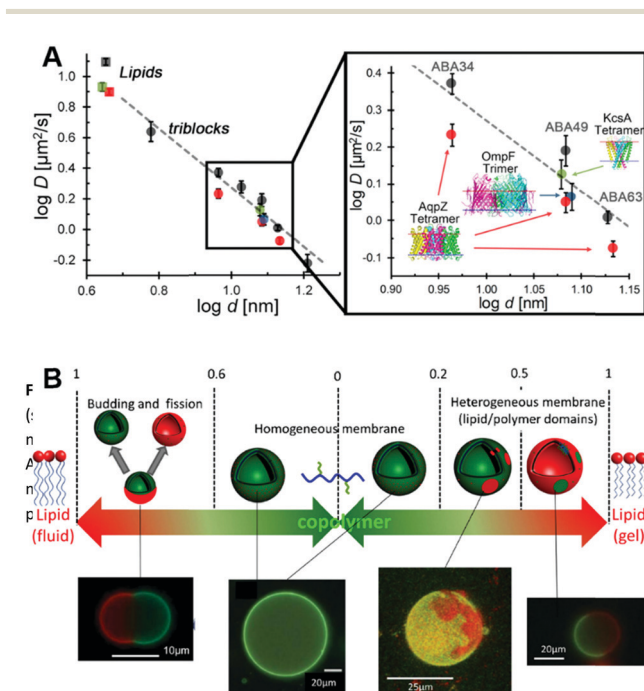 A
Lipids
triblocks
log D [µm²/s]
1.0
0.8
0.6
0.4
0.2
0.0
-0.2
0.6
0.8
1.0
1.2
log d [nm]
ABA34
ABA49
KcsA
Tetramer
OmpF
Trimer
AqpZ
Tetramer
ABA63
log D [µm²/s]
0.4
0.3
0.2
0.1
0.0
-0.1
0.90
0.95
1.00
1.05
1.10
1.15
log d [nm]
B
1
0.6
0
0.2
0.5
1
F
(s
n
A
n
p
Budding and fission
Homogeneous membrane
Heterogeneous membrane
(lipid/polymer domains)
Lipid
(fluid)
copolymer
Lipid
(gel)
10µm
20µm
25µm
20µm